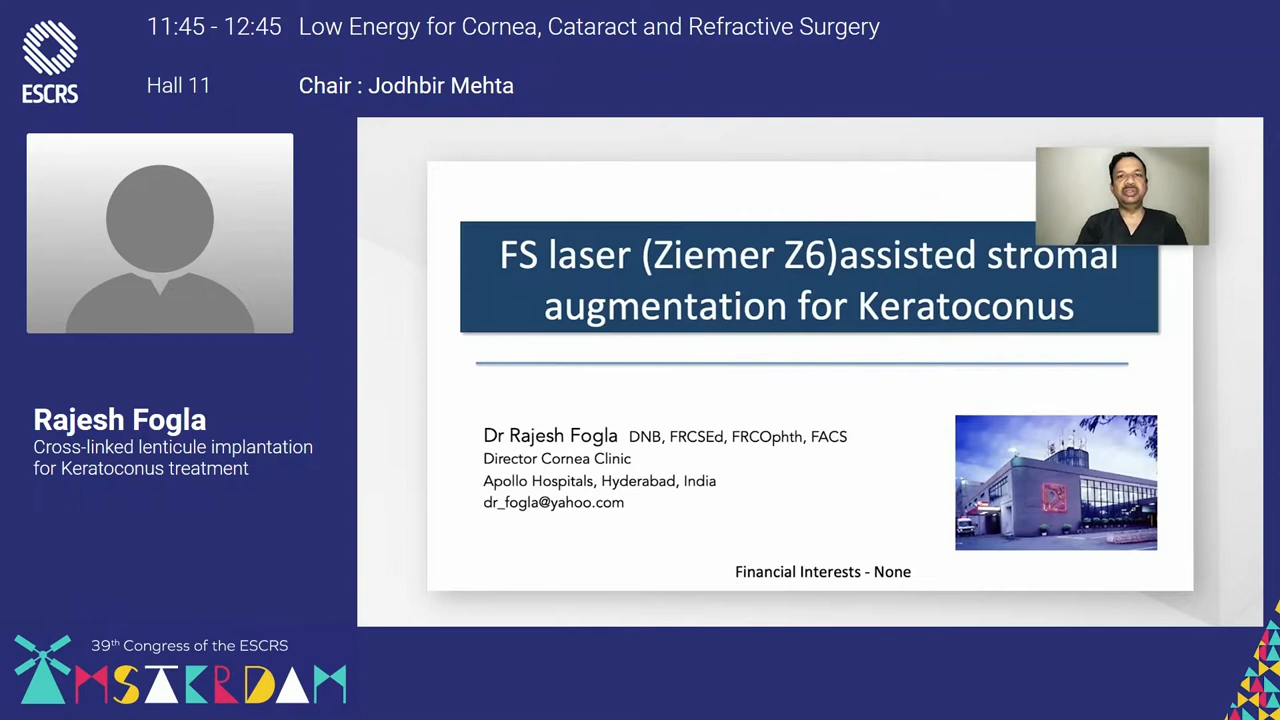 11:45 - 12:45 Low Energy for Cornea, Cataract and Refractive Surgery
ESCRS
Hall 11 Chair : Jodhbir Mehta
FS laser (Ziemer Z6)assisted stromal
augmentation for Keratoconus
Rajesh Fogla
Cross-linked lenticule implantation
for Keratoconus treatment
Dr Rajesh Fogla DNB, FRCSEd, FRCOphth, FACS
Director Cornea Clinic
Apollo Hospitals, Hyderabad, India
dr_fogla@yahoo.com
Financial Interests - None
39th Congress of the ESCRS
AMSTERDAM